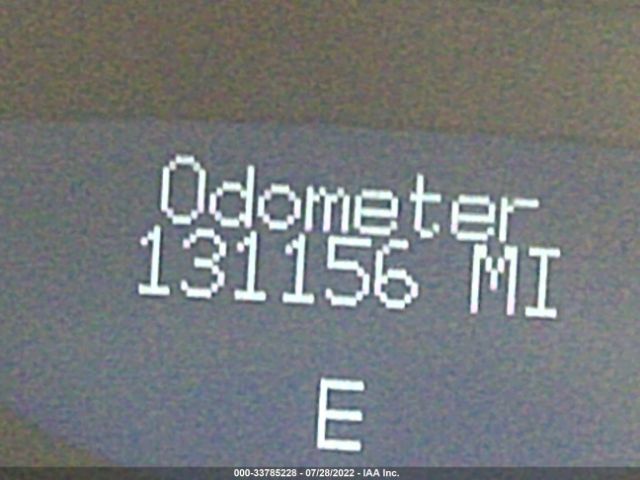 Odometer
131156 MI
E
000-33785228 - 07/28/2022 - IAA Inc.